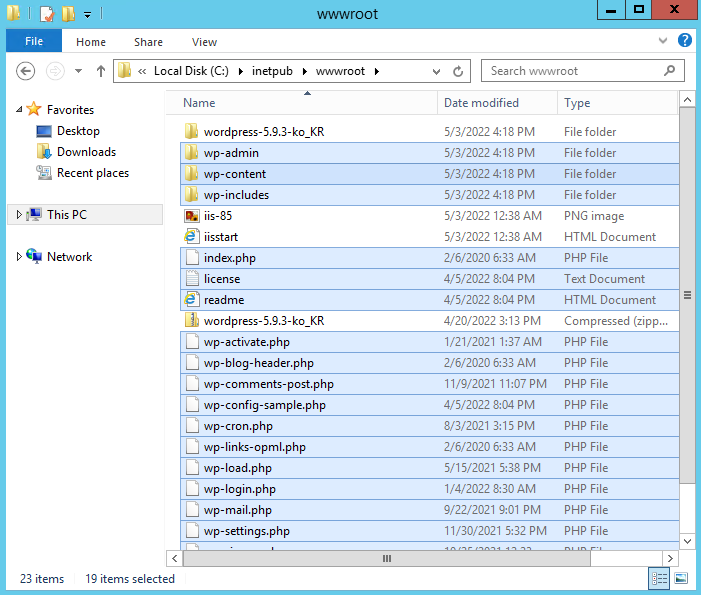 wwwroot
File Home Share View
« Local Disk (C:) inetpub wwwroot Search wwwroot
Favorites
Desktop
Downloads
Recent places
This PC
Network
Name Date modified Type
wordpress-5.9.3-ko_KR 5/3/2022 4:18 PM File folder
wp-admin 5/3/2022 4:18 PM File folder
wp-content 5/3/2022 4:18 PM File folder
wp-includes 5/3/2022 4:18 PM File folder
iis-85 5/3/2022 12:38 AM PNG image
iisstart 5/3/2022 12:38 AM HTML Document
index.php 2/6/2020 6:33 AM PHP File
license 4/5/2022 8:04 PM Text Document
readme 4/5/2022 8:04 PM HTML Document
wordpress-5.9.3-ko_KR 4/20/2022 3:13 PM Compressed (zipp...
wp-activate.php 1/21/2021 1:37 AM PHP File
wp-blog-header.php 2/6/2020 6:33 AM PHP File
wp-comments-post.php 11/9/2021 11:07 PM PHP File
wp-config-sample.php 4/5/2022 8:04 PM PHP File
wp-cron.php 8/3/2021 3:15 PM PHP File
wp-links-opml.php 2/6/2020 6:33 AM PHP File
wp-load.php 5/15/2021 5:38 PM PHP File
wp-login.php 1/4/2022 8:30 AM PHP File
wp-mail.php 9/22/2021 9:01 PM PHP File
wp-settings.php 11/30/2021 5:32 PM PHP File
23 items 19 items selected